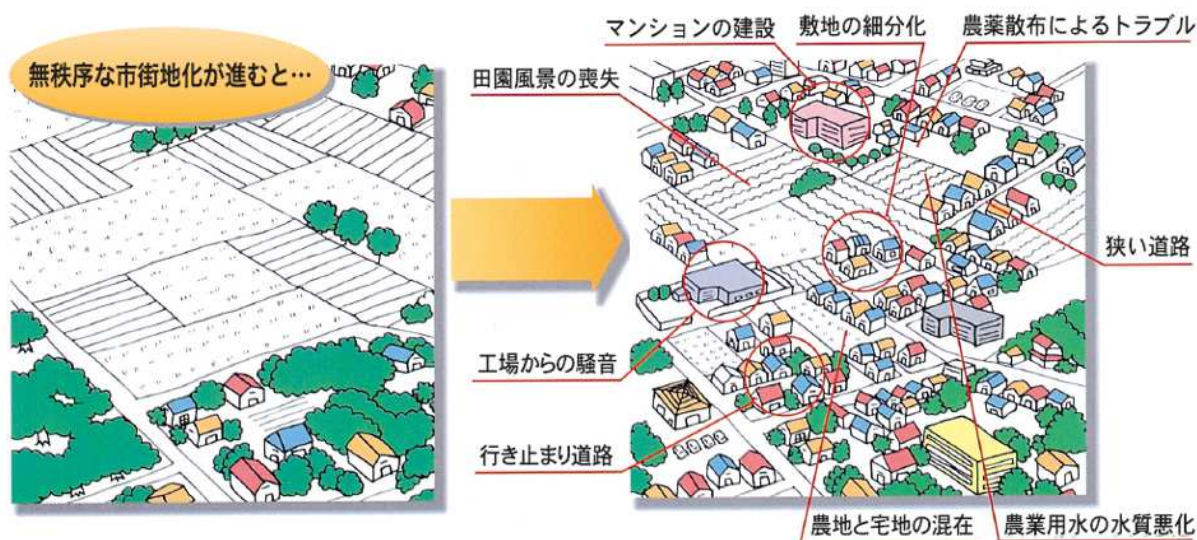 無秩序な市街地化が進むと…
マンションの建設
敷地の細分化
農薬散布によるトラブル
田園風景の喪失
狭い道路
工場からの騒音
行き止まり道路
農地と宅地の混在
農業用水の水質悪化